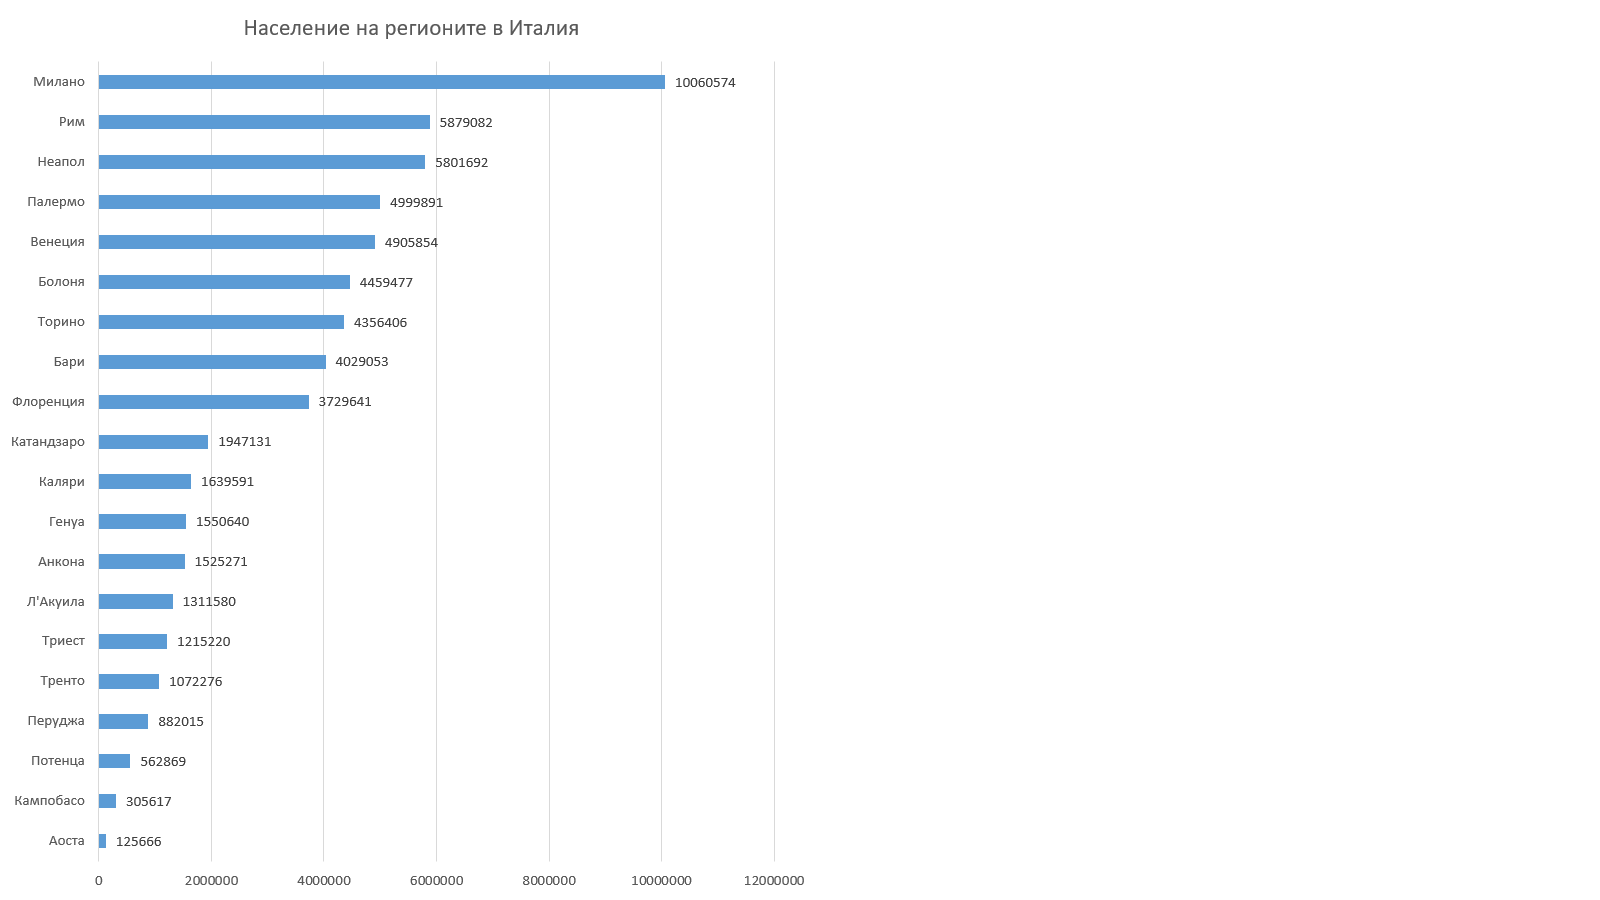 Население на регионите в Италия
Милано 10060574
Рим 5879082
Неапол 5801692
Палермо 4999891
Венеция 4905854
Болоня 4459477
Торино 4356406
Бари 4029053
Флоренция 3729641
Катандзаро 1947131
Каляри 1639591
Генуа 1550640
Анкона 1525271
Л'Акуила 1311580
Триест 1215220
Тренто 1072276
Перуджа 882015
Потенца 562869
Кампобасо 305617
Аоста 125666
0 2000000 4000000 6000000 8000000 10000000 12000000